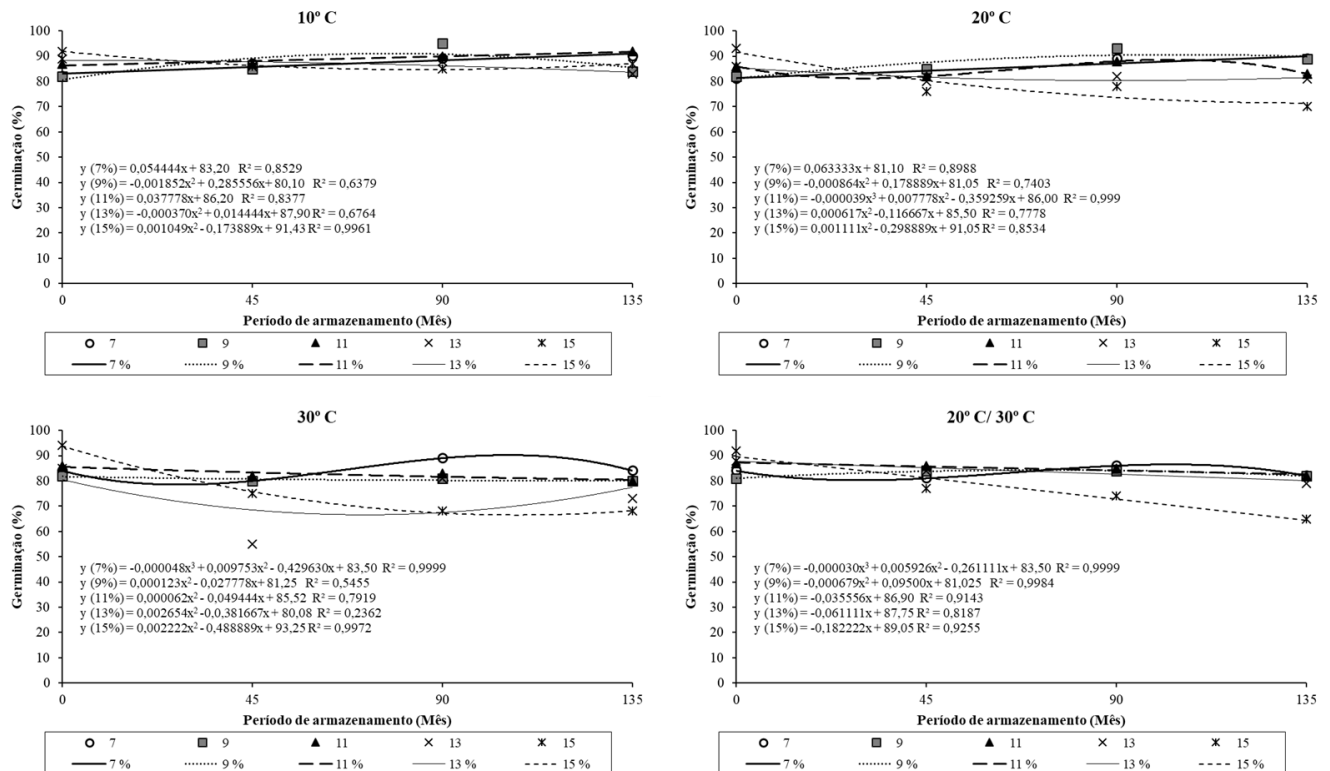 10º C
100
90
80
70
60
50
40
30
20
10
0
Germinação (%)
y (7%) = 0,054444x + 83,20 R² = 0,8529
y (9%) = -0,001852x² + 0,285556x + 80,10 R² = 0,6379
y (11%) = 0,037778x + 86,20 R² = 0,8377
y (13%) = -0,000370x² + 0,014444x + 87,90 R² = 0,6764
y (15%) = 0,001049x² - 0,173889x + 91,43 R² = 0,9961
0 45 90 135
Período de armazenamento (Mês)
7 9 11 13 15
7 % 9 % 11 % 13 % 15 %
20º C
100
90
80
70
60
50
40
30
20
10
0
Germinação (%)
y (7%) = 0,063333x + 81,10 R² = 0,8988
y (9%) = -0,000864x² + 0,178889x + 81,05 R² = 0,7403
y (11%) = -0,000039x³ + 0,007778x² - 0,359259x + 86,00 R² = 0,999
y (13%) = 0,000617x² - 0,116667x + 85,50 R² = 0,7778
y (15%) = 0,001111x² - 0,298889x + 91,05 R² = 0,8534
0 45 90 135
Período de armazenamento (Mês)
7 9 11 13 15
7 % 9 % 11 % 13 % 15 %
30º C
100
90
80
70
60
50
40
30
20
10
0
Germinação (%)
y (7%) = -0,000048x³ + 0,009753x² - 0,429630x + 83,50 R² = 0,9999
y (9%) = 0,000123x² - 0,027778x + 81,25 R² = 0,5455
y (11%) = 0,000062x² - 0,049444x + 85,52 R² = 0,7919
y (13%) = 0,002654x² - 0,381667x + 80,08 R² = 0,2362
y (15%) = 0,002222x² - 0,488889x + 93,25 R² = 0,9972
0 45 90 135
Período de armazenamento (Mês)
7 9 11 13 15
7 % 9 % 11 % 13 % 15 %
20º C/ 30º C
100
90
80
70
60
50
40
30
20
10
0
Germinação (%)
y (7%) = -0,000030x³ + 0,005926x² - 0,261111x + 83,50 R² = 0,9999
y (9%) = -0,000679x² + 0,09500x + 81,025 R² = 0,9984
y (11%) = -0,035556x + 86,90 R² = 0,9143
y (13%) = -0,061111x + 87,75 R² = 0,8187
y (15%) = -0,182222x + 89,05 R² = 0,9255
0 45 90 135
Período de armazenamento (Mês)
7 9 11 13 15
7 % 9 % 11 % 13 % 15 %